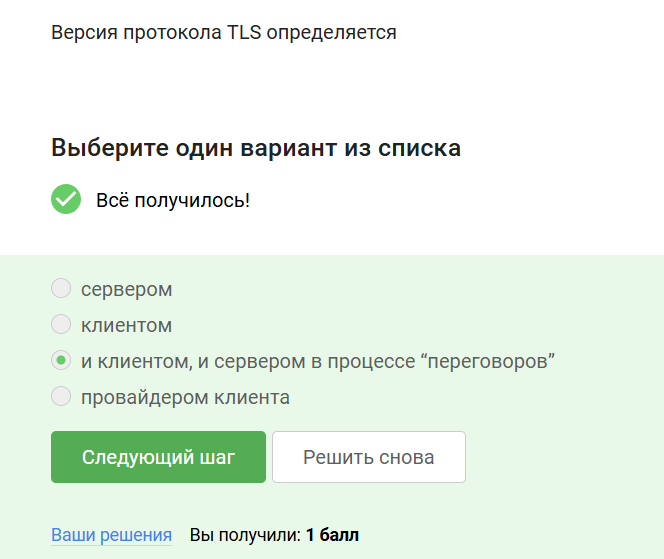 Версия протокола TLS определяется
Выберите один вариант из списка
Всё получилось!
сервером
клиентом
и клиентом, и сервером в процессе “переговоров”
провайдером клиента
Следующий шаг
Решить снова
Ваши решения
Вы получили: 1 балл